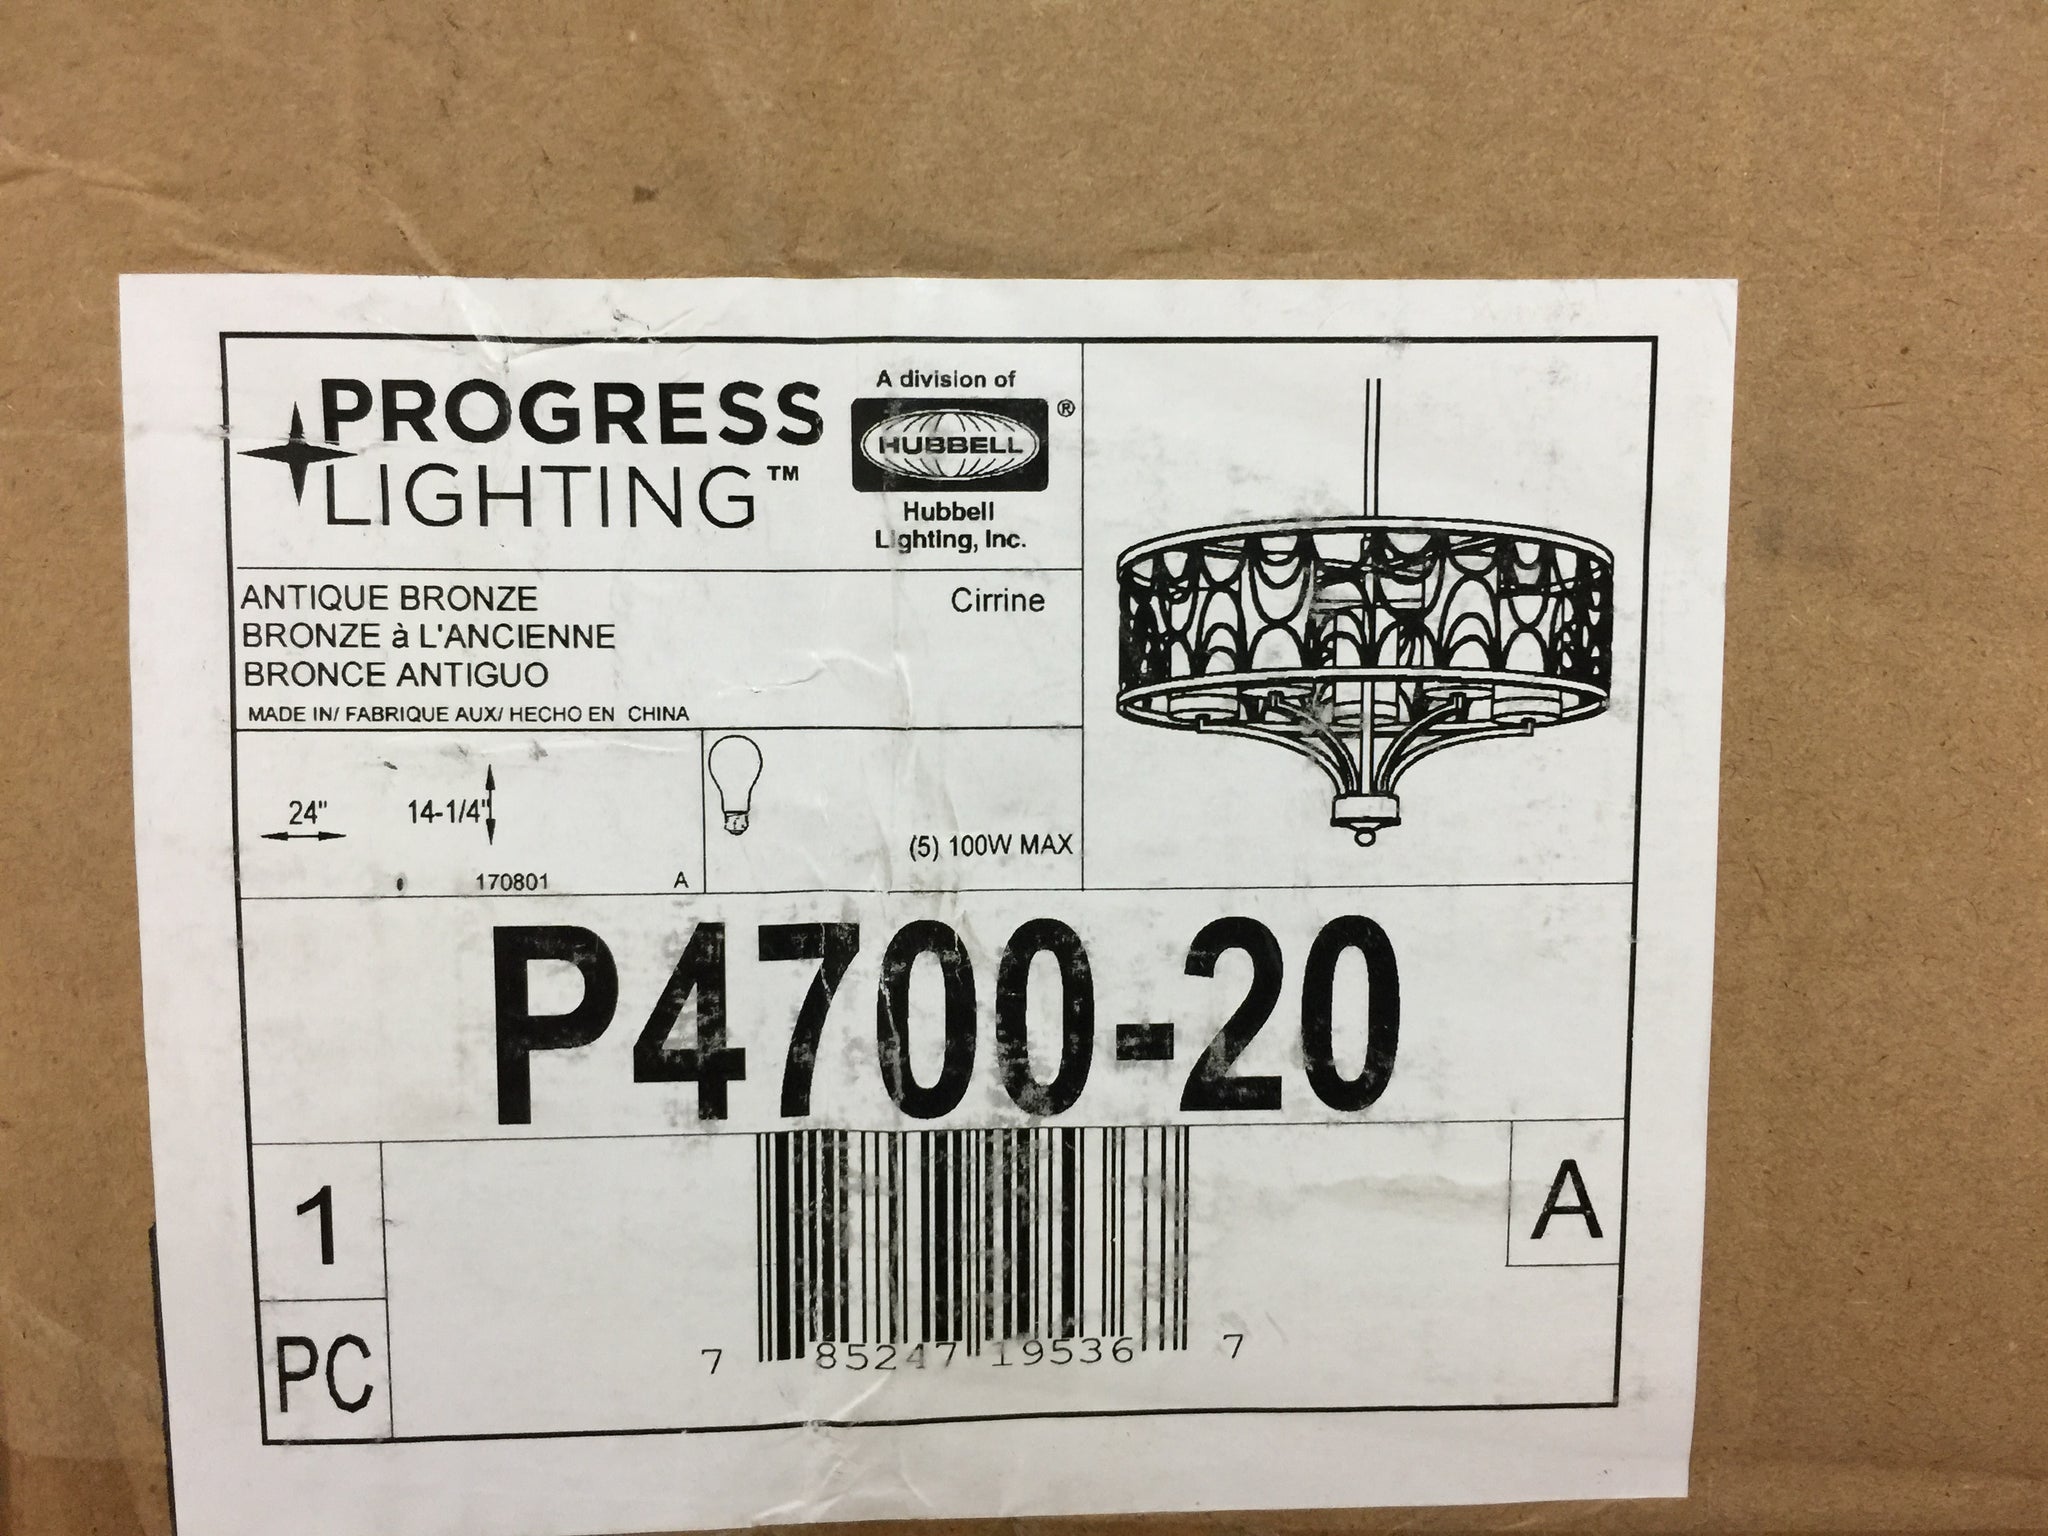 PROGRESS
LIGHTING™
A division of
HUBBELL ®
Hubbell
Lighting, Inc.
ANTIQUE BRONZE
BRONZE à L'ANCIENNE
BRONCE ANTIGUO
Cirrine
MADE IN/ FABRIQUE AUX/ HECHO EN CHINA
24"
14-1/4"
170801
A
(5) 100W MAX
P4700-20
1
PC
A
7 85247 19536 7